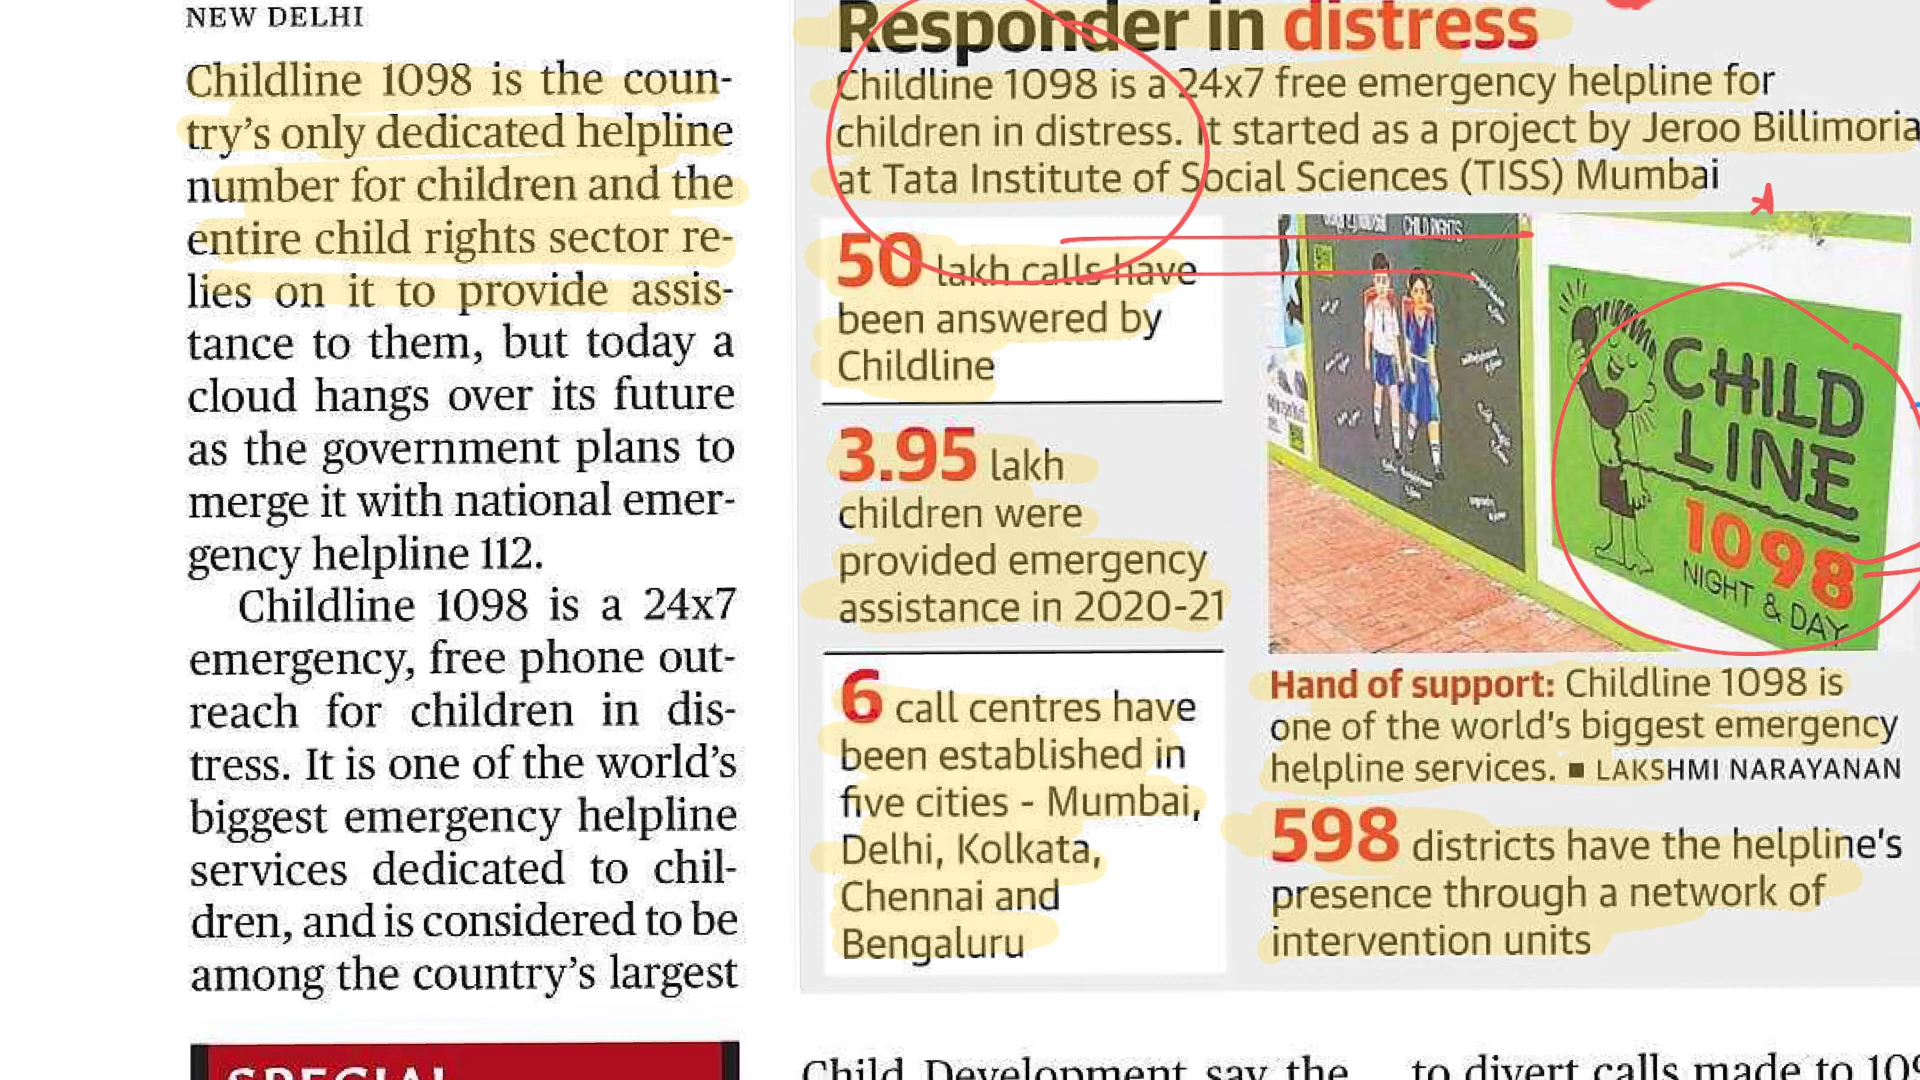 NEW DELHI
Childline 1098 is the coun-
try's only dedicated helpline
number for children and the
entire child rights sector re-
lies on it to provide assis-
tance to them, but today a
cloud hangs over its future
as the government plans to
merge it with national emer-
gency helpline 112.
Childline 1098 is a 24x7
emergency, free phone out-
reach for children in dis-
tress. It is one of the world's
biggest emergency helpline
services dedicated to chil-
dren, and is considered to be
among the country's largest
SPECIAL
Responder in distress
Childline 1098 is a 24x7 free emergency helpline for
children in distress. It started as a project by Jeroo Billimoria
at Tata Institute of Social Sciences (TISS) Mumbai
50 lakh calls have
been answered by
Childline
3.95 lakh
children were
provided emergency
assistance in 2020-21
6 call centres have
been established in
five cities - Mumbai,
Delhi, Kolkata,
Chennai and
Bengaluru
CHILD RIGHTS
CHILD
LINE
1098
NIGHT & DAY
Hand of support: Childline 1098 is
one of the world's biggest emergency
helpline services. ■ LAKSHMI NARAYANAN
598 districts have the helpline's
presence through a network of
intervention units
Child Development say the
to divert calls made to 109